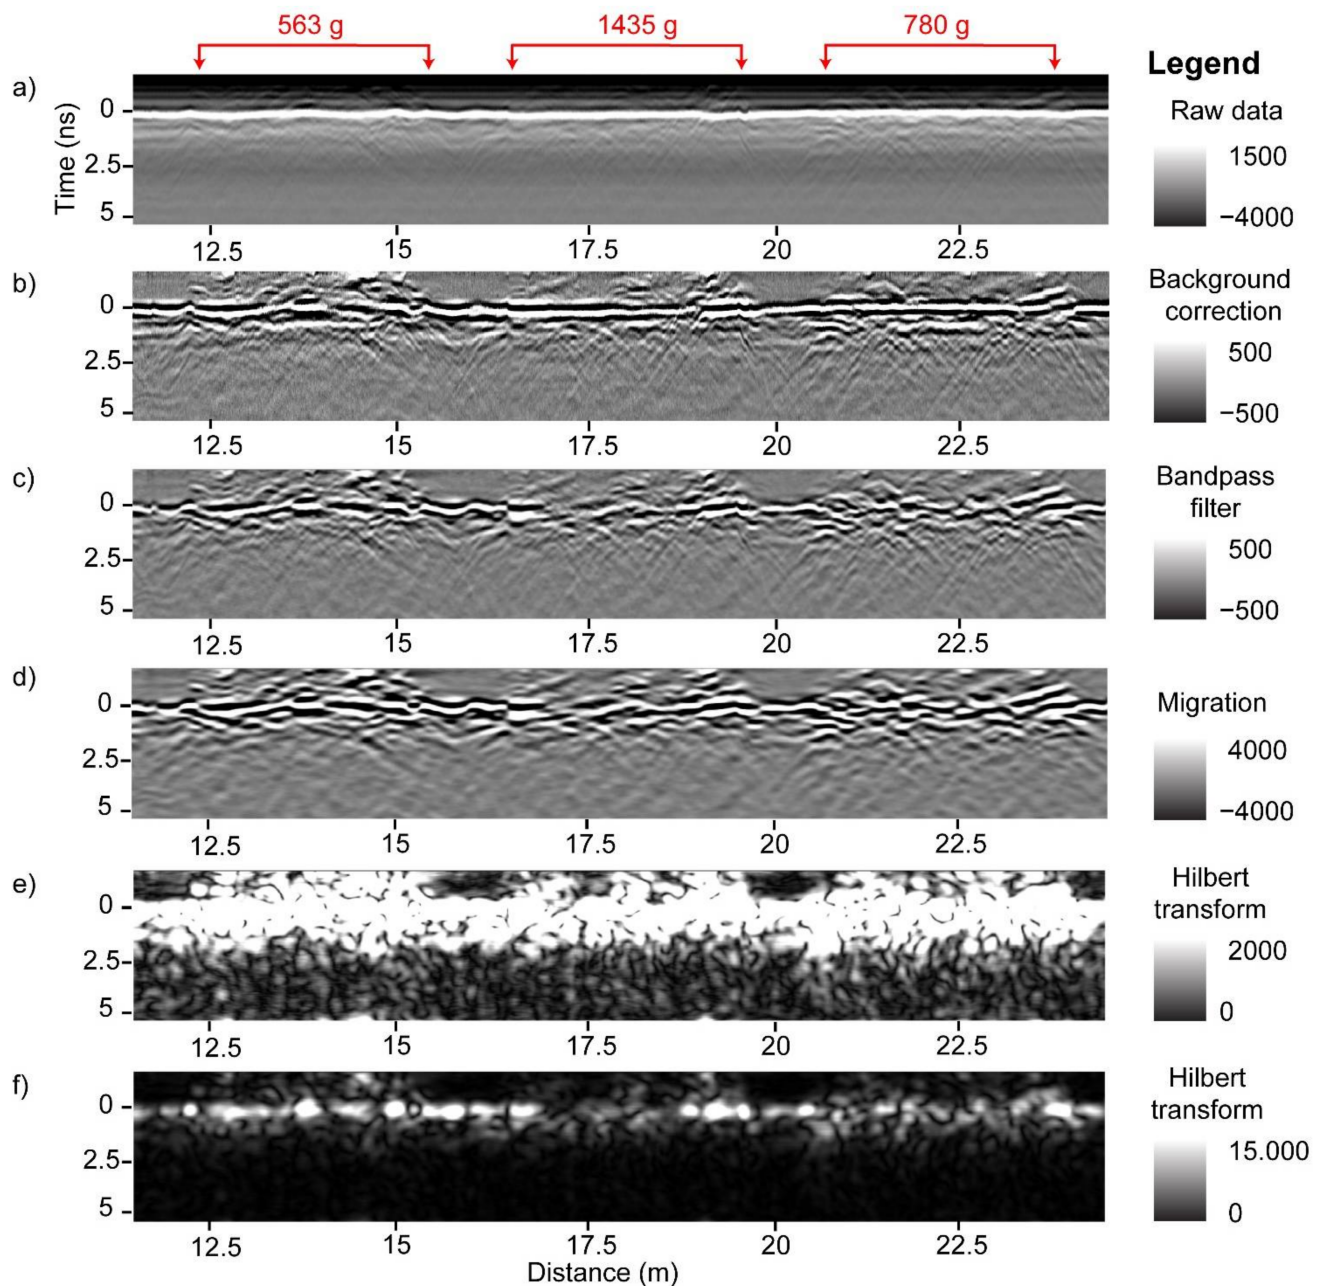 563 g 1435 g 780 g
Legend
a)
Time (ns)
0
2.5
5
12.5 15 17.5 20 22.5
Raw data
1500
−4000
b)
0
2.5
5
12.5 15 17.5 20 22.5
Background
correction
500
−500
c)
0
2.5
5
12.5 15 17.5 20 22.5
Bandpass
filter
500
−500
d)
0
2.5
5
12.5 15 17.5 20 22.5
Migration
4000
−4000
e)
0
2.5
5
12.5 15 17.5 20 22.5
Hilbert
transform
2000
0
f)
0
2.5
5
12.5 15 17.5 20 22.5
Distance (m)
Hilbert
transform
15.000
0